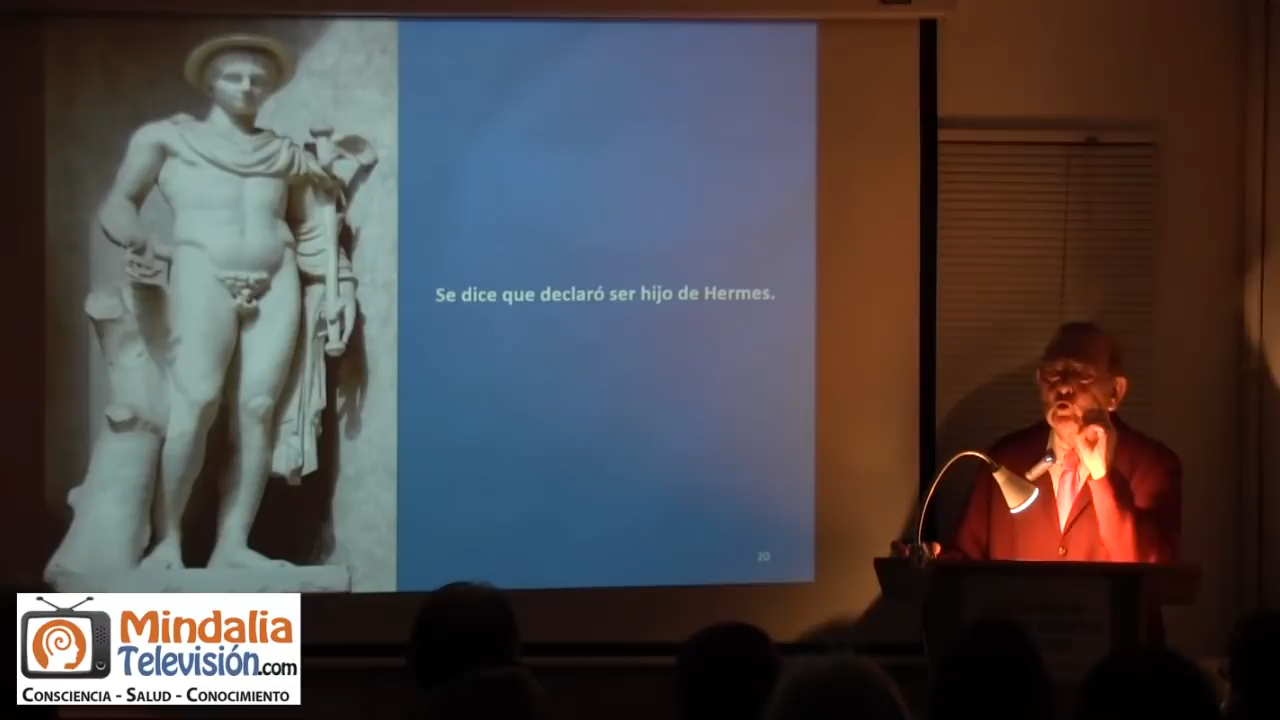 Se dice que declaró ser hijo de Hermes.
20
Mindalia
Televisión.com
Consciencia - Salud - Conocimiento